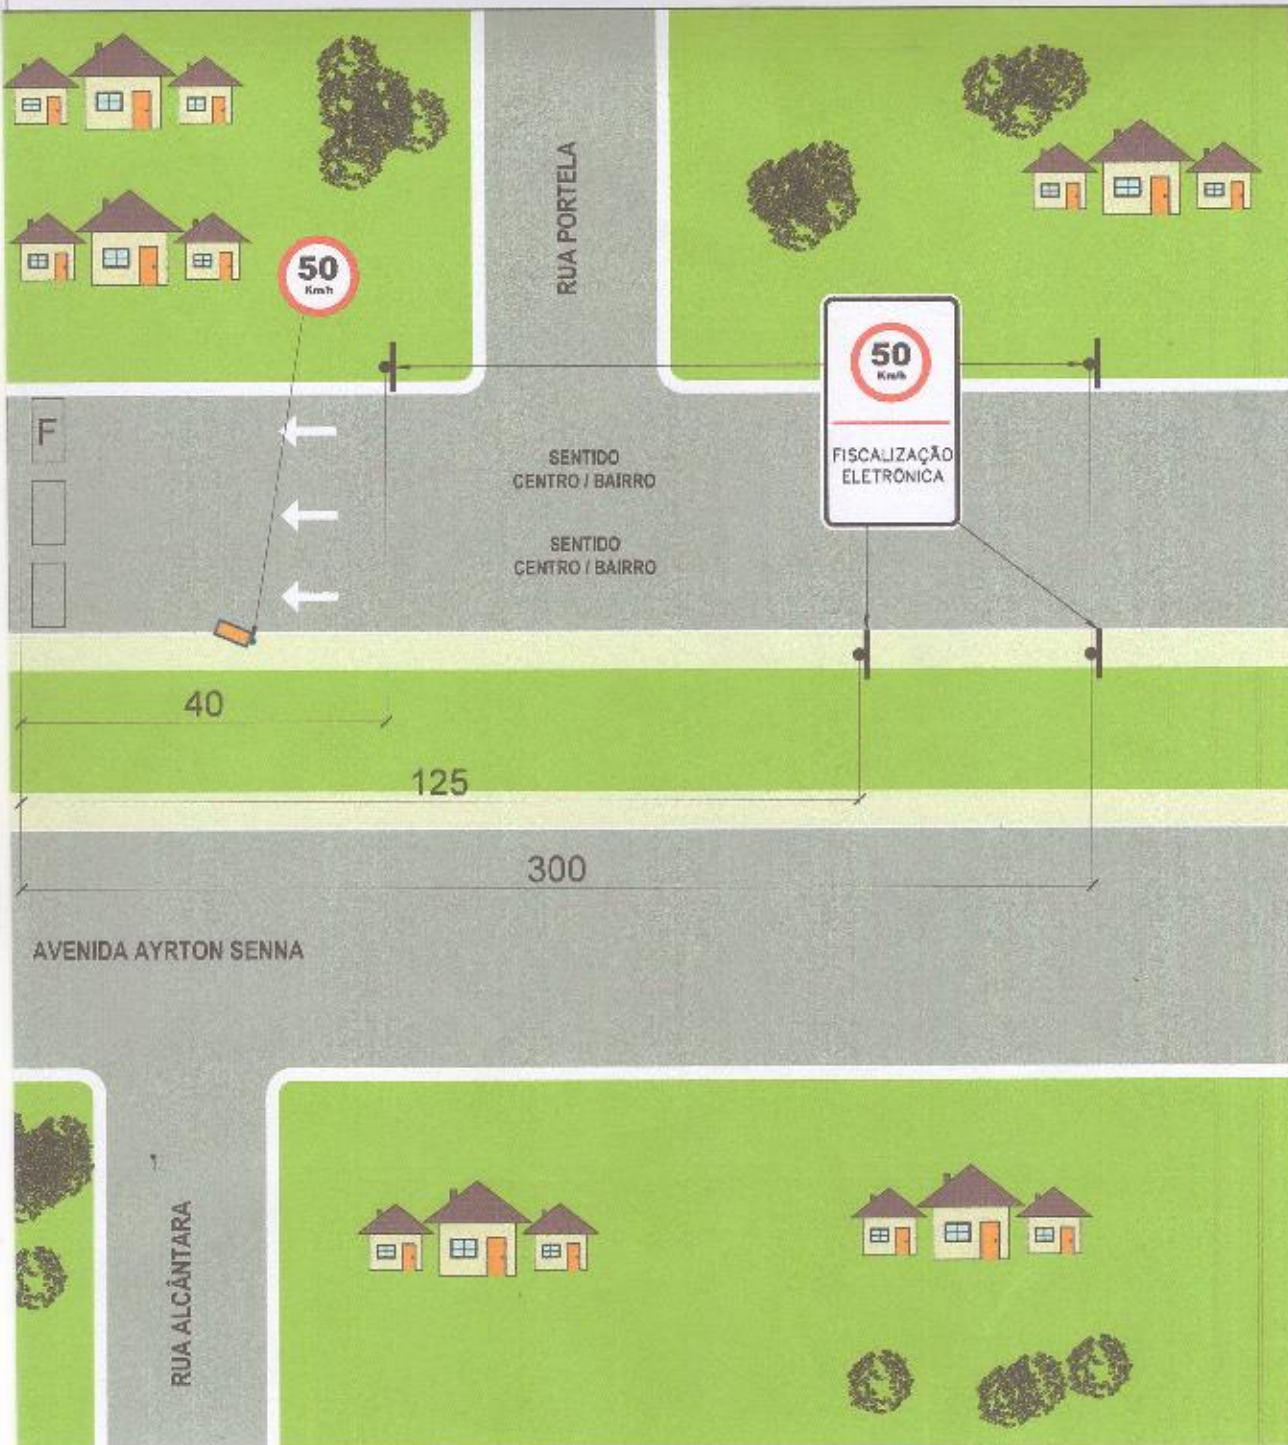 RUA PORTELA
50
Km/h
50
Km/h
FISCALIZAÇÃO
ELETRÔNICA
F
SENTIDO
CENTRO / BAIRRO
SENTIDO
CENTRO / BAIRRO
40
125
300
AVENIDA AYRTON SENNA
RUA ALCÂNTARA